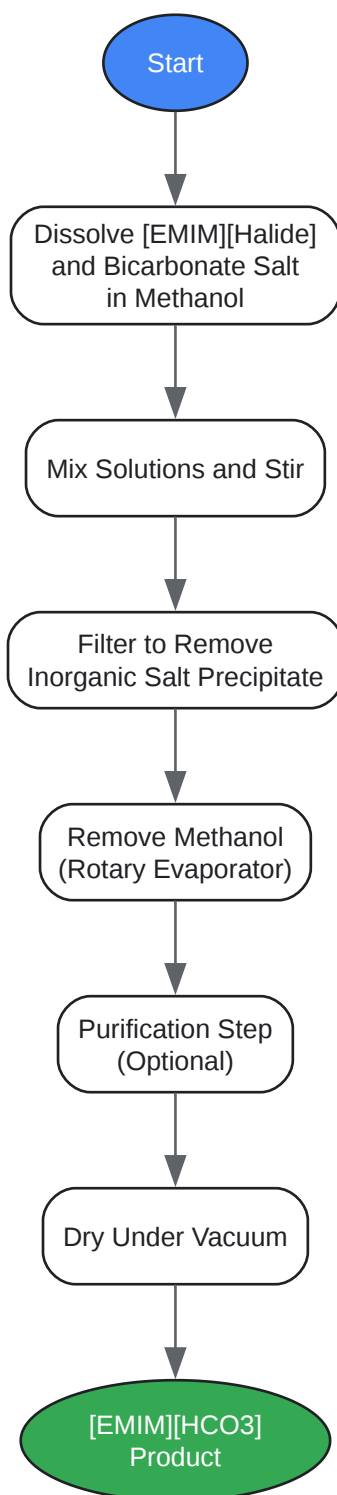 Start
Dissolve [EMIM][Halide]
and Bicarbonate Salt
in Methanol
Mix Solutions and Stir
Filter to Remove
Inorganic Salt Precipitate
Remove Methanol
(Rotary Evaporator)
Purification Step
(Optional)
Dry Under Vacuum
[EMIM][HCO3]
Product